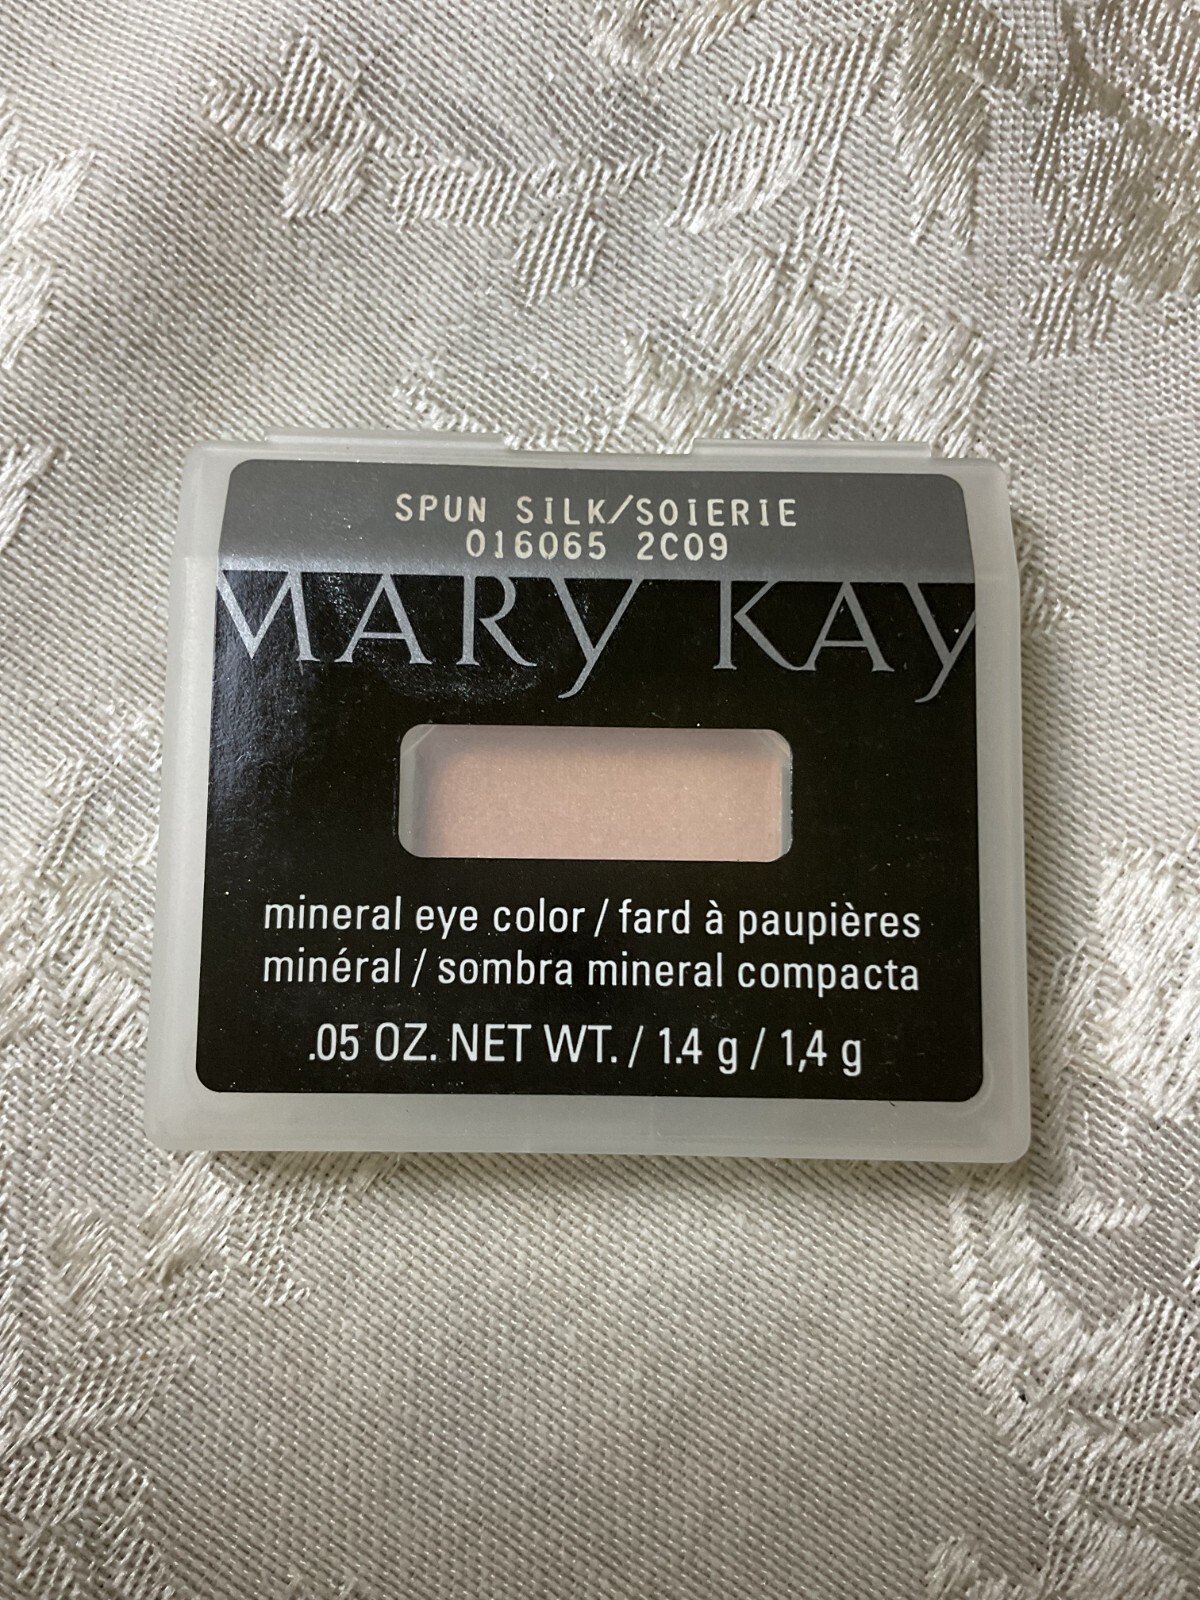 SPUN SILK/SOIERIE
016065 2C09
MARY KAY
mineral eye color / fard à paupières
minéral / sombra mineral compacta
.05 OZ. NET WT. / 1.4 g / 1,4 g